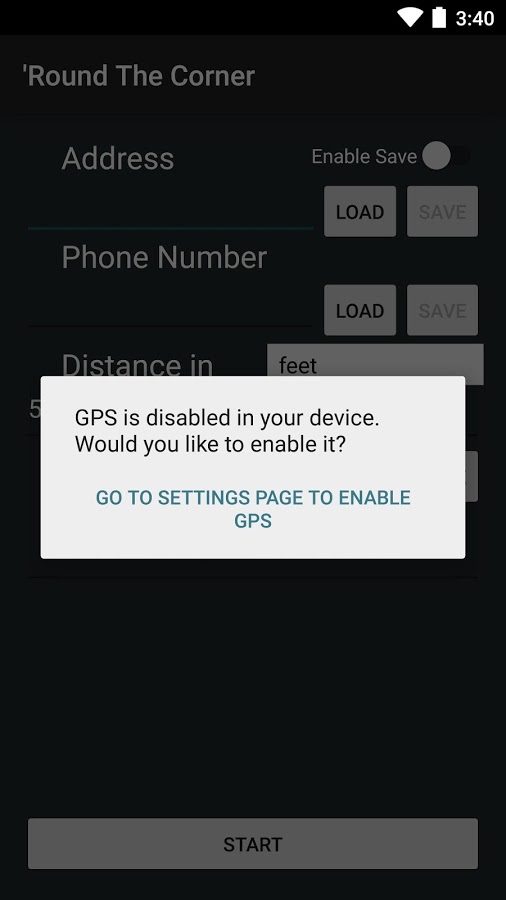 3:40
'Round The Corner
Address
Enable Save
LOAD SAVE
Phone Number
LOAD SAVE
Distance in feet
5
GPS is disabled in your device.
Would you like to enable it?
GO TO SETTINGS PAGE TO ENABLE
GPS
START